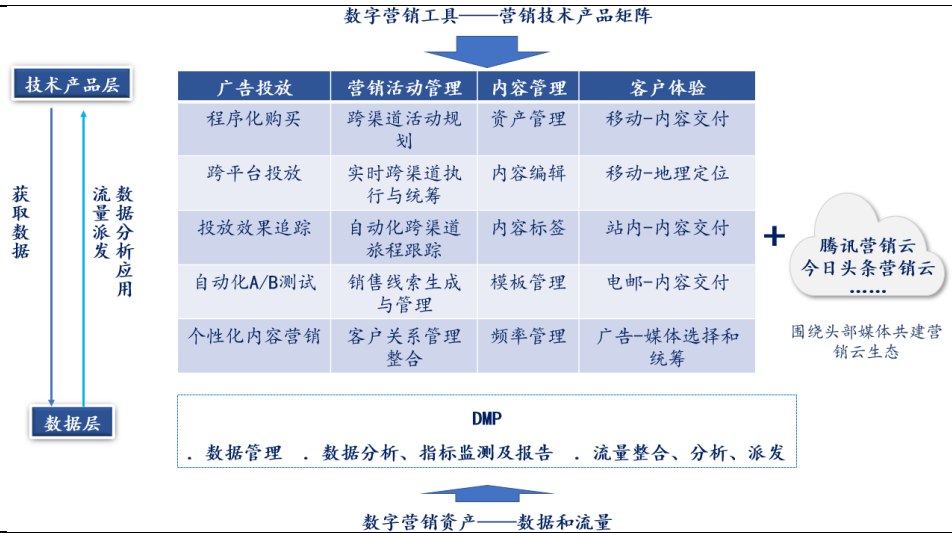 数字营销工具——营销技术产品矩阵
技术产品层
广告投放 营销活动管理 内容管理 客户体验
程序化购买 跨渠道活动规划 资产管理 移动-内容交付
跨平台投放 实时跨渠道执行与统筹 内容编辑 移动-地理定位
投放效果追踪 自动化跨渠道旅程跟踪 内容标签 站内-内容交付
自动化A/B测试 销售线索生成与管理 模板管理 电邮-内容交付
个性化内容营销 客户关系管理整合 频率管理 广告-媒体选择和统筹
获取数据
数据分析应用
流量派发
+
腾讯营销云
今日头条营销云
……
围绕头部媒体共建营
销云生态
数据层
DMP
. 数据管理 . 数据分析、指标监测及报告 . 流量整合、分析、派发
数字营销资产——数据和流量